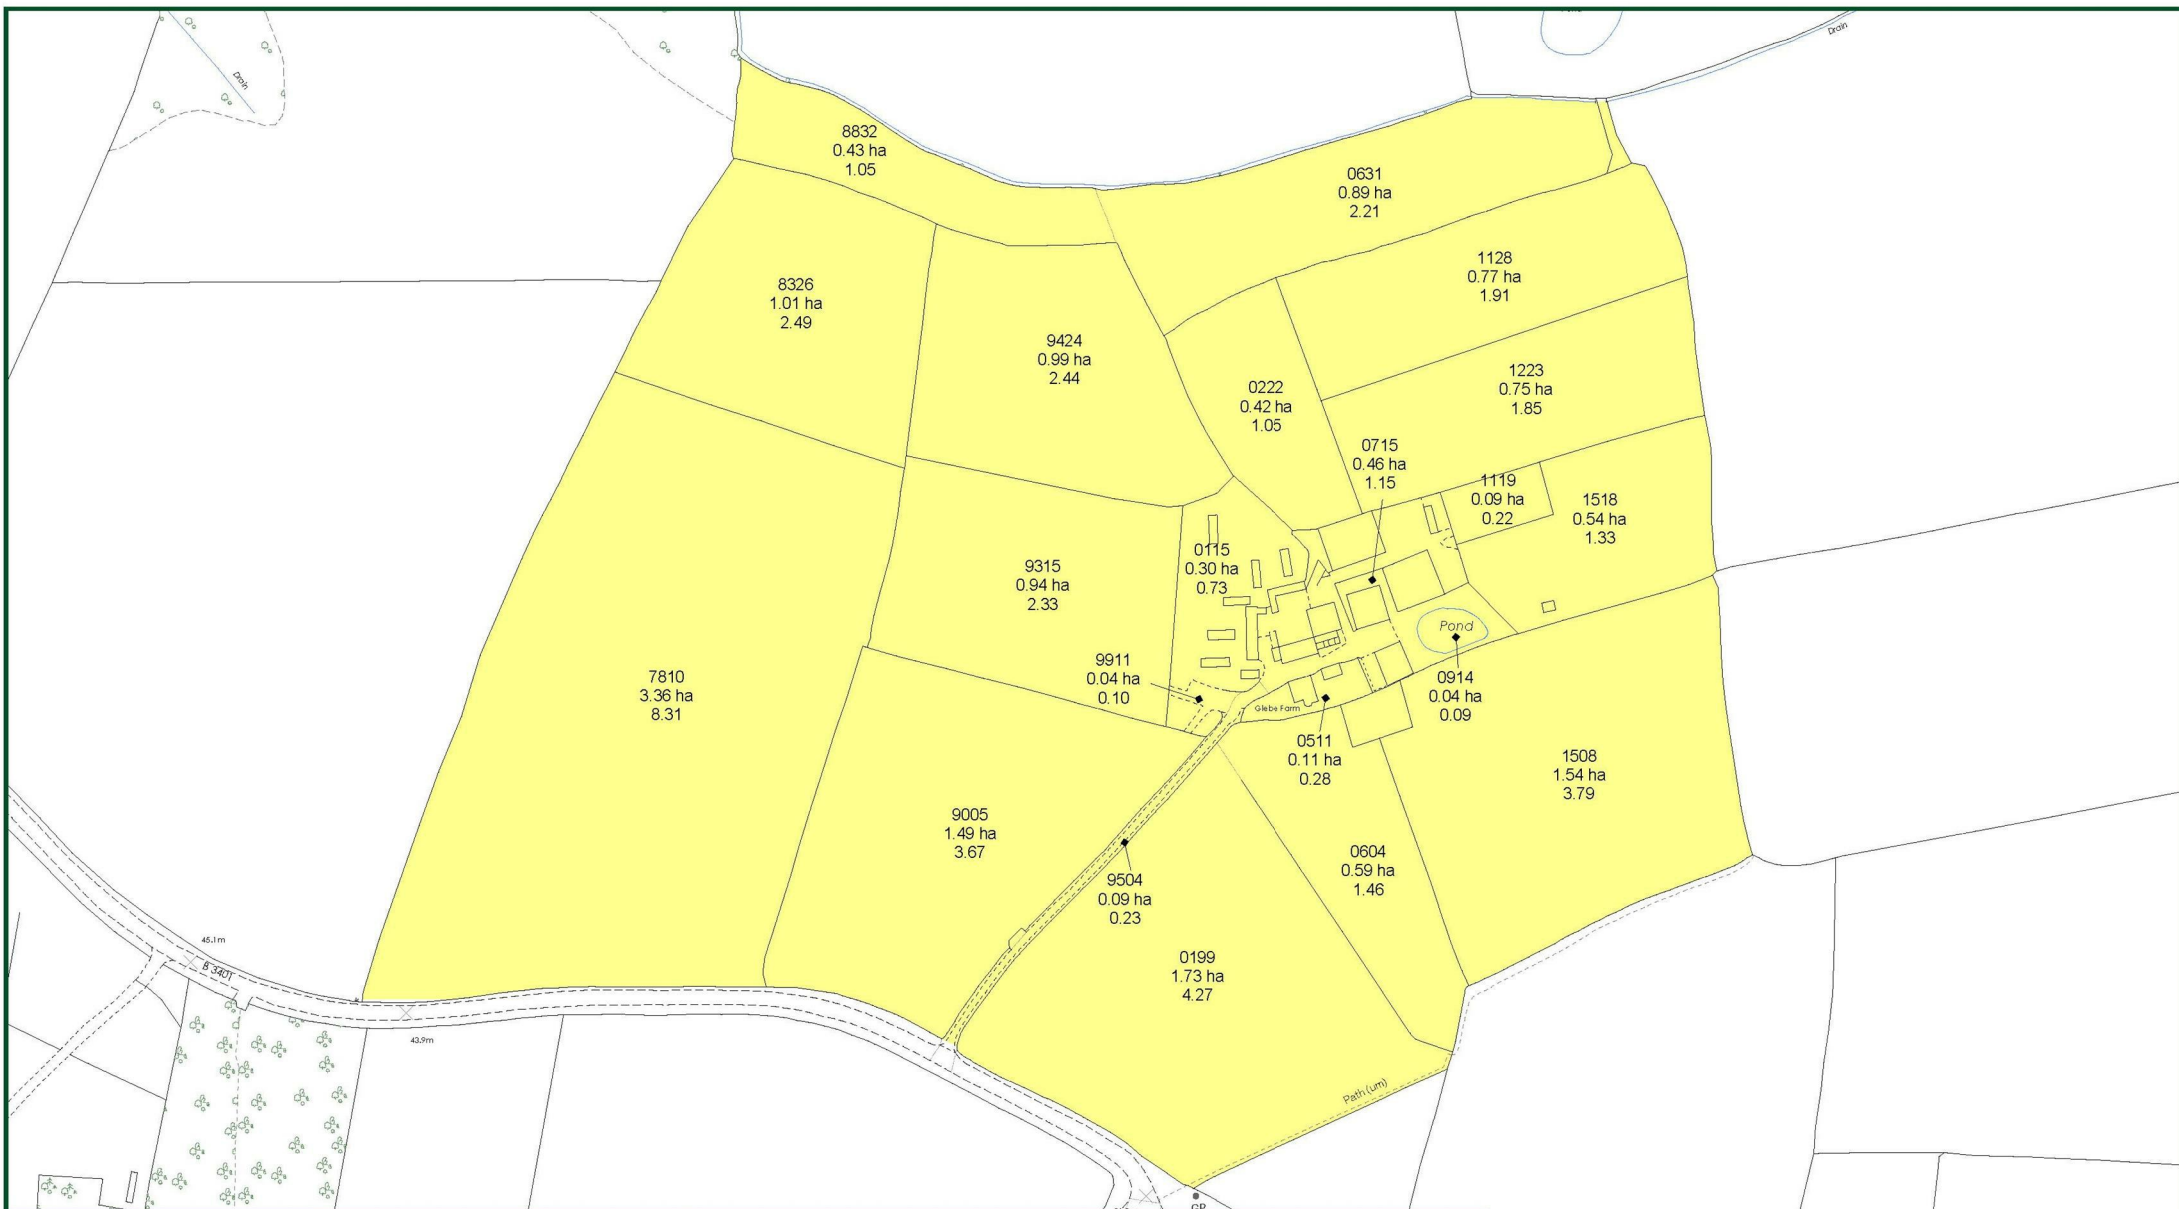 Drain
Drain
8832
0.43 ha
1.05
0631
0.89 ha
2.21
8326
1.01 ha
2.49
1128
0.77 ha
1.91
9424
0.99 ha
2.44
1223
0.75 ha
1.85
0222
0.42 ha
1.05
0715
0.46 ha
1.15
1119
0.09 ha
0.22
1518
0.54 ha
1.33
0115
0.30 ha
0.73
9315
0.94 ha
2.33
Pond
9911
0.04 ha
0.10
7810
3.36 ha
8.31
0914
0.04 ha
0.09
Glebe Farm
0511
0.11 ha
0.28
1508
1.54 ha
3.79
9005
1.49 ha
3.67
0604
0.59 ha
1.46
9504
0.09 ha
0.23
45.1m
B 3401
0199
1.73 ha
4.27
43.9m
Path (um)
GP